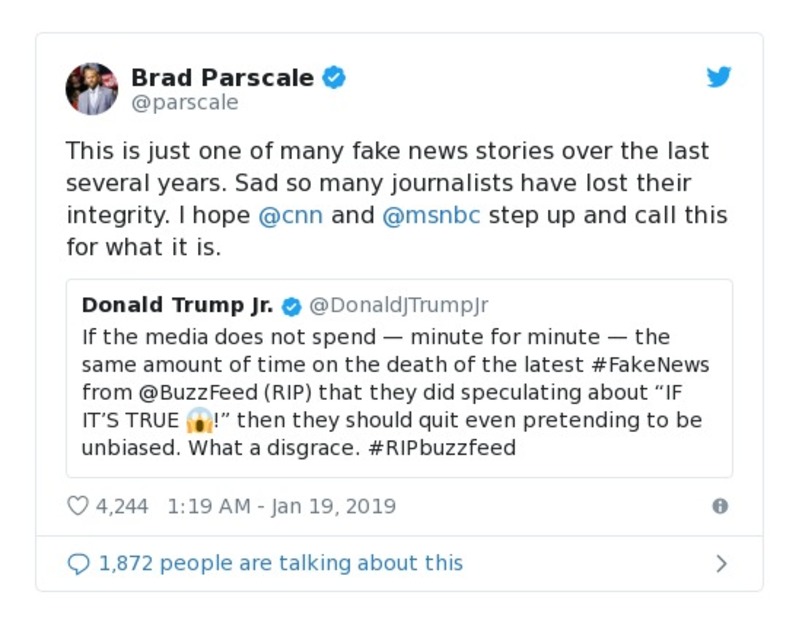 Brad Parscale
@parscale
This is just one of many fake news stories over the last
several years. Sad so many journalists have lost their
integrity. I hope @cnn and @msnbc step up and call this
for what it is.
Donald Trump Jr. @DonaldJTrumpJr
If the media does not spend — minute for minute — the
same amount of time on the death of the latest #FakeNews
from @BuzzFeed (RIP) that they did speculating about “IF
IT’S TRUE 😱!” then they should quit even pretending to be
unbiased. What a disgrace. #RIPbuzzfeed
4,244 1:19 AM - Jan 19, 2019
1,872 people are talking about this